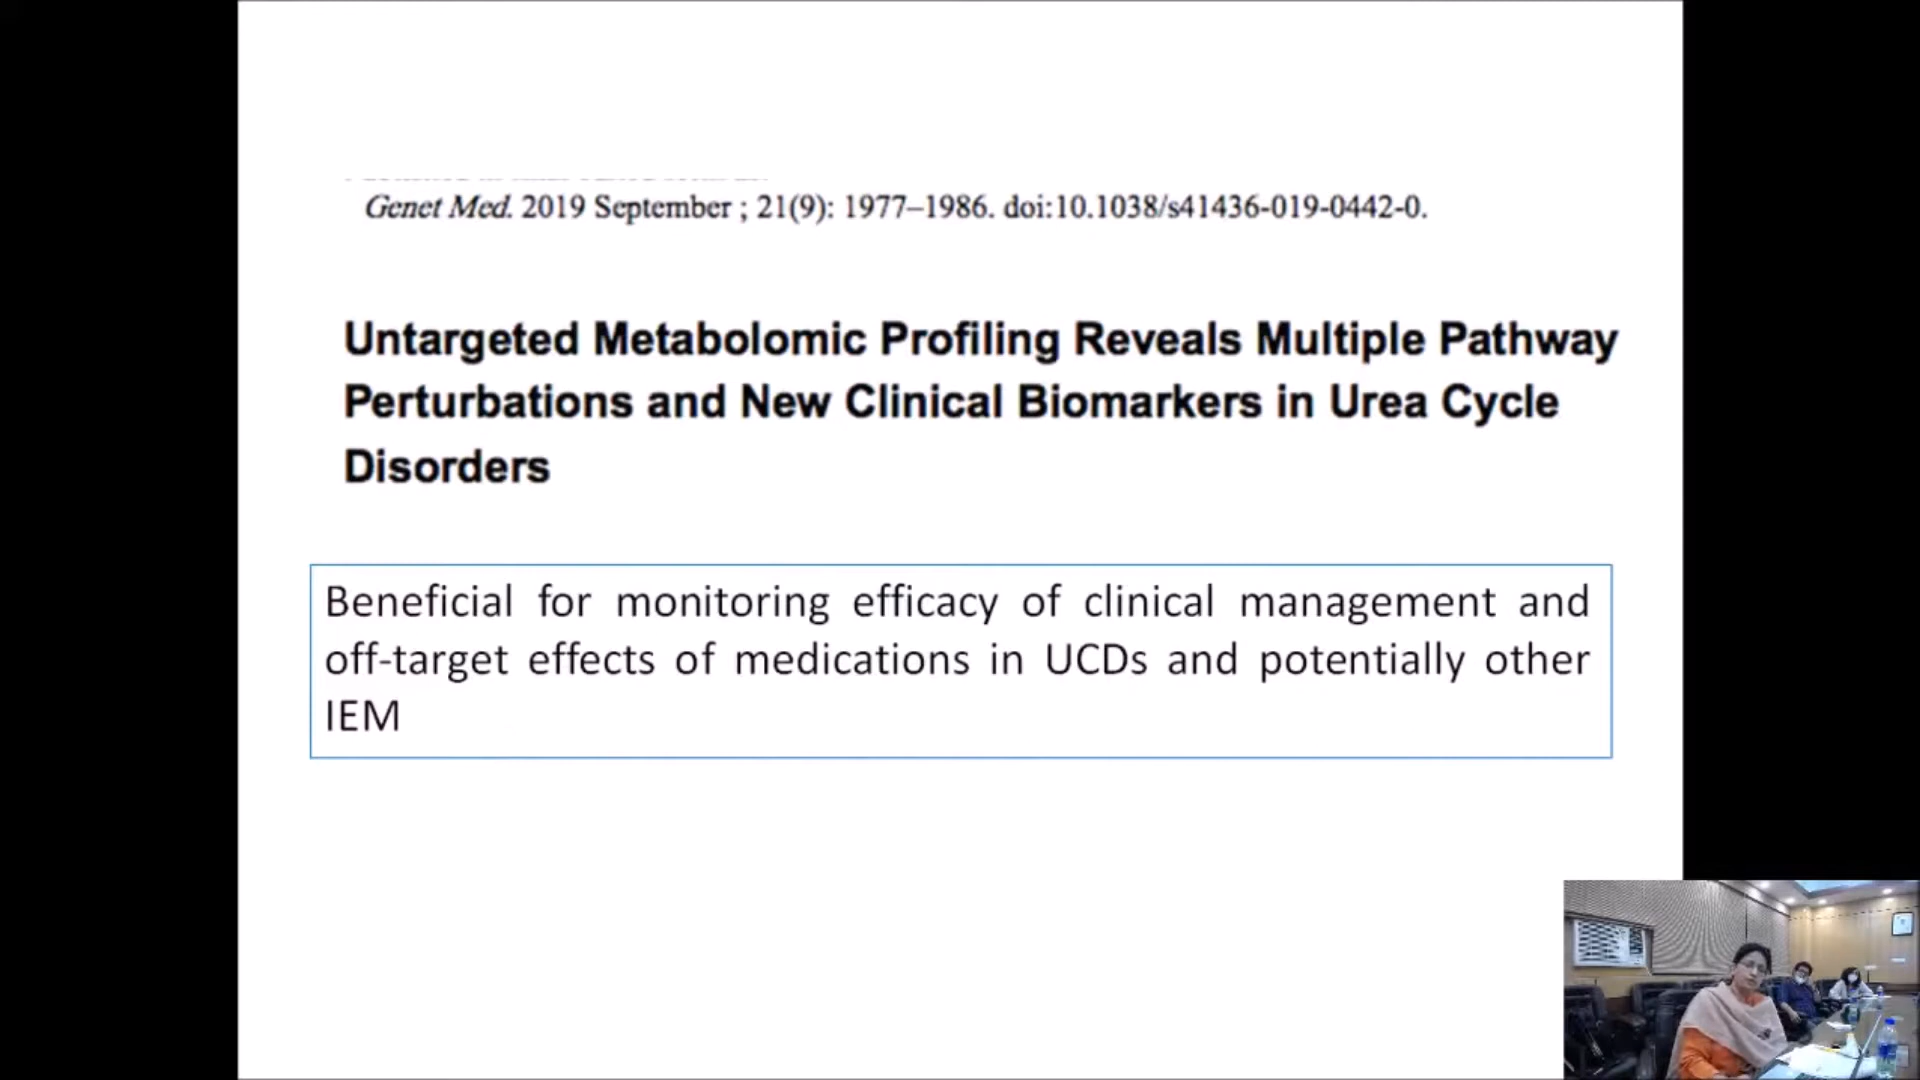 Genet Med. 2019 September ; 21(9): 1977–1986. doi:10.1038/s41436-019-0442-0.
Untargeted Metabolomic Profiling Reveals Multiple Pathway
Perturbations and New Clinical Biomarkers in Urea Cycle
Disorders
Beneficial for monitoring efficacy of clinical management and
off-target effects of medications in UCDs and potentially other
IEM